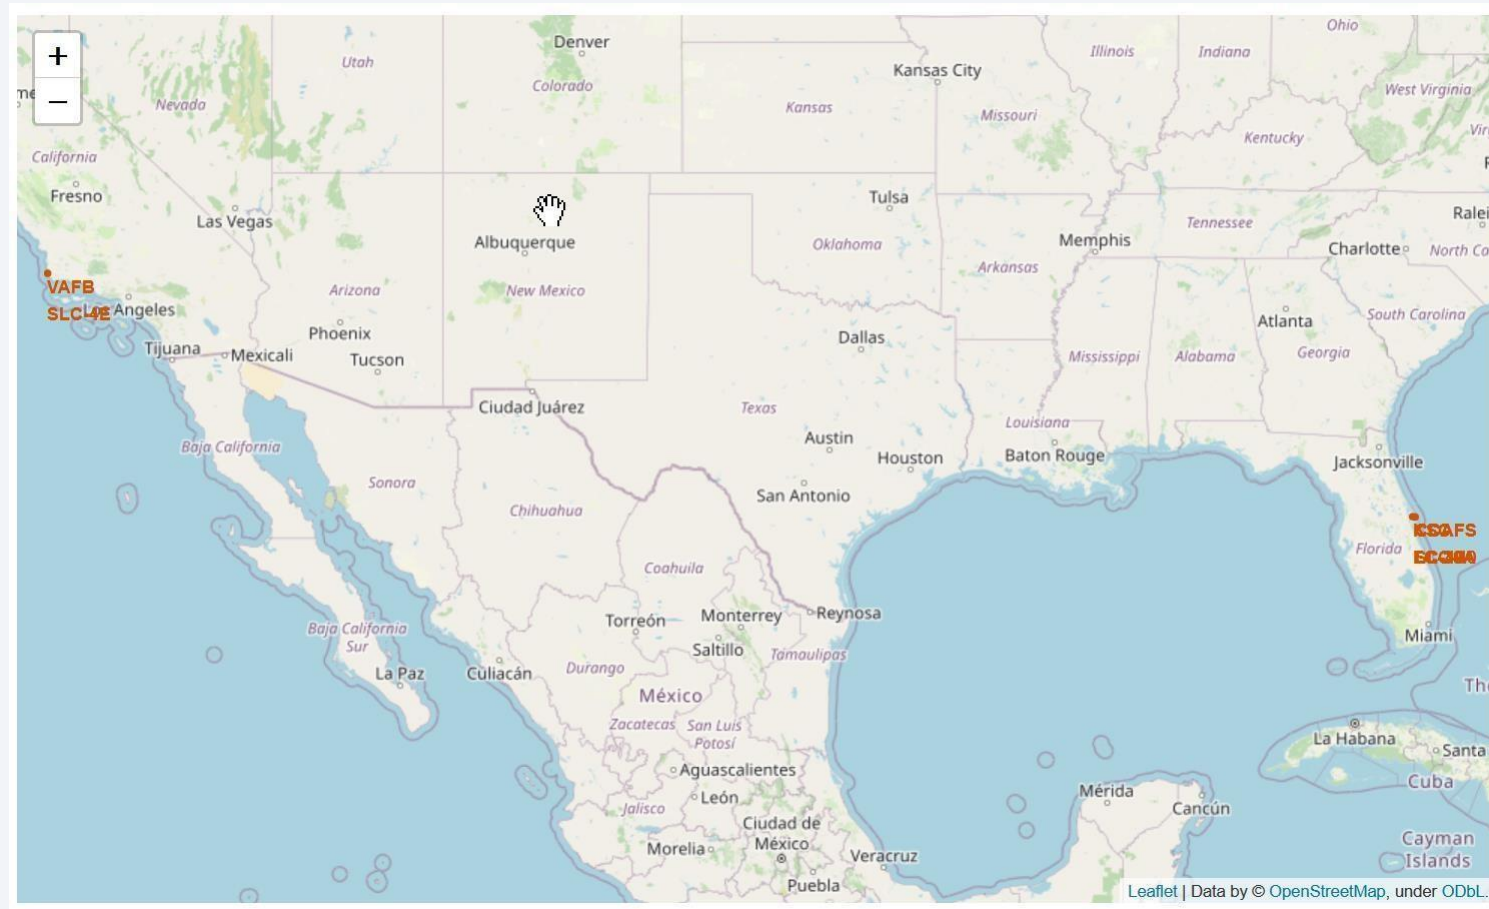 +
−
Denver
Utah
Colorado
Nevada
California
Fresno
Las Vegas
Kansas City
Kansas
Missouri
Illinois
Indiana
Ohio
West Virginia
Kentucky
Tulsa
Oklahoma
Arkansas
Memphis
Tennessee
Charlotte
Albuquerque
New Mexico
Arizona
VAFB
SLC-4E
Los Angeles
Phoenix
Tucson
Tijuana
Mexicali
Dallas
Mississippi
Alabama
Atlanta
Georgia
South Carolina
Ciudad Juárez
Texas
Louisiana
Austin
Houston
Baton Rouge
Jacksonville
Baja California
Sonora
Chihuahua
San Antonio
Florida
Coahuila
Torreón
Monterrey
Reynosa
Saltillo
Tamaulipas
Miami
Baja California
Sur
La Paz
Culiacán
Durango
México
Zacatecas
San Luis
Potosí
La Habana
Santa
Cuba
Aguascalientes
León
Jalisco
Mérida
Cancún
Ciudad de
México
Morelia
Veracruz
Puebla
Cayman
Islands
Leaflet | Data by © OpenStreetMap, under ODbL.